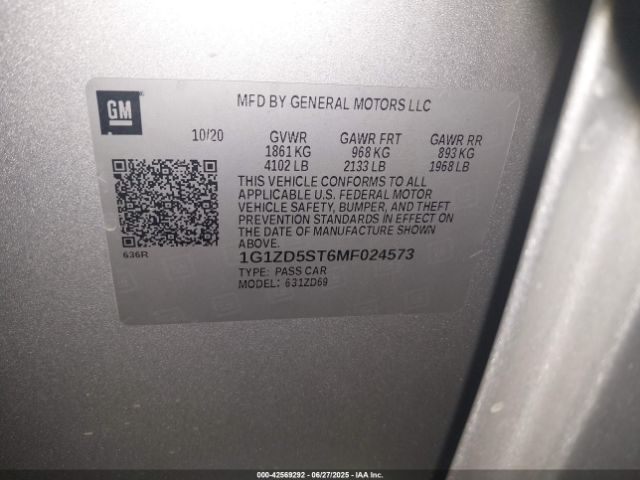 GM
MFD BY GENERAL MOTORS LLC
10/20 GVWR GAWR FRT GAWR RR
1861 KG 968 KG 893 KG
4102 LB 2133 LB 1968 LB
THIS VEHICLE CONFORMS TO ALL
APPLICABLE U.S. FEDERAL MOTOR
VEHICLE SAFETY, BUMPER, AND THEFT
PREVENTION STANDARDS IN EFFECT ON
THE DATE OF MANUFACTURE SHOWN
ABOVE.
636R
1G1ZD5ST6MF024573
TYPE: PASS CAR
MODEL: 631ZD69
000-42569292 - 06/27/2025 - IAA Inc.